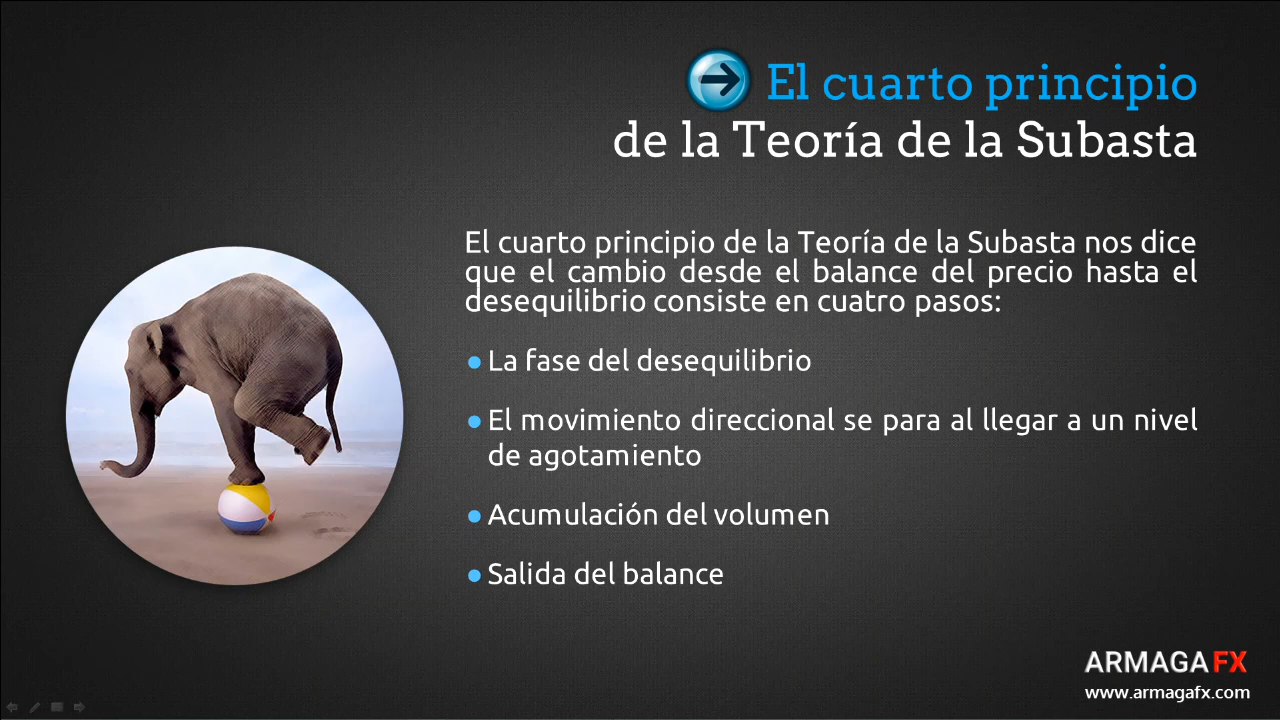 El cuarto principio
de la Teoría de la Subasta
El cuarto principio de la Teoría de la Subasta nos dice
que el cambio desde el balance del precio hasta el
desequilibrio consiste en cuatro pasos:
● La fase del desequilibrio
● El movimiento direccional se para al llegar a un nivel
de agotamiento
● Acumulación del volumen
● Salida del balance
ARMAGA FX
www.armagafx.com